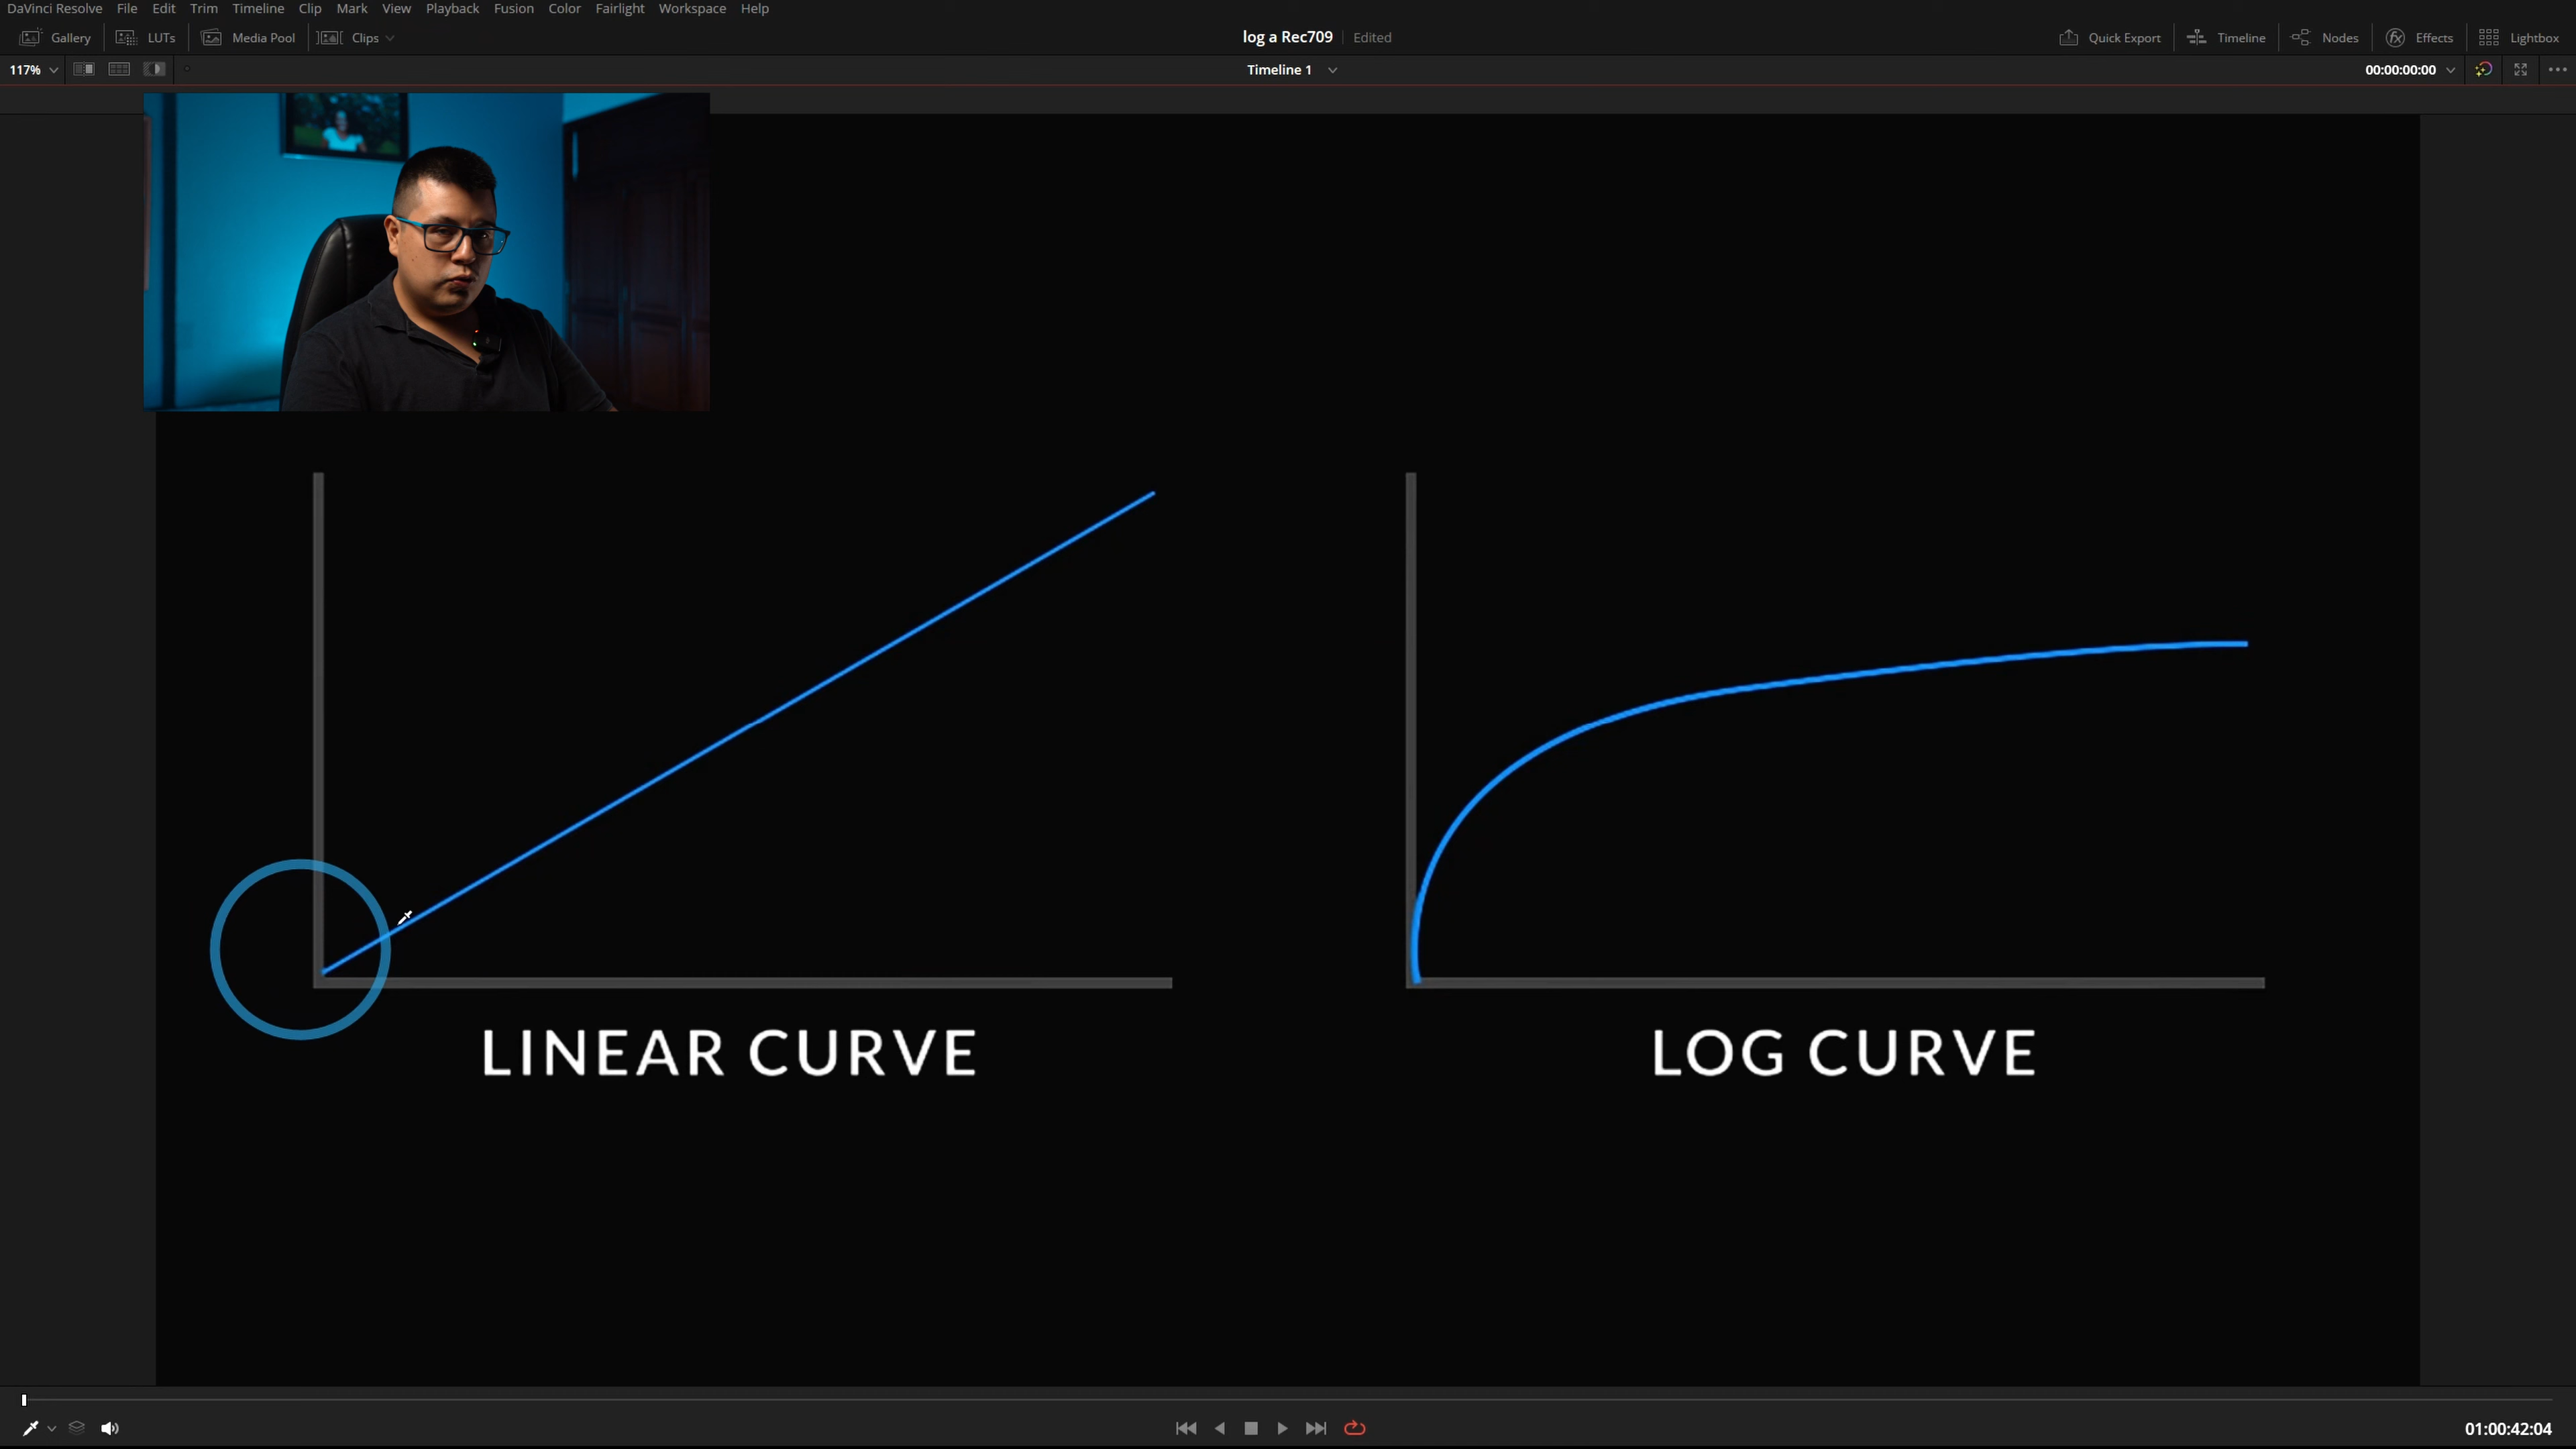 DaVinci Resolve File Edit Trim Timeline Clip Mark View Playback Fusion Color Fairlight Workspace Help
Gallery LUTs Media Pool Clips log a Rec709 Edited Quick Export Timeline Nodes Effects Lightbox
117% Timeline 1 00:00:00:00
LINEAR CURVE LOG CURVE
01:00:42:04